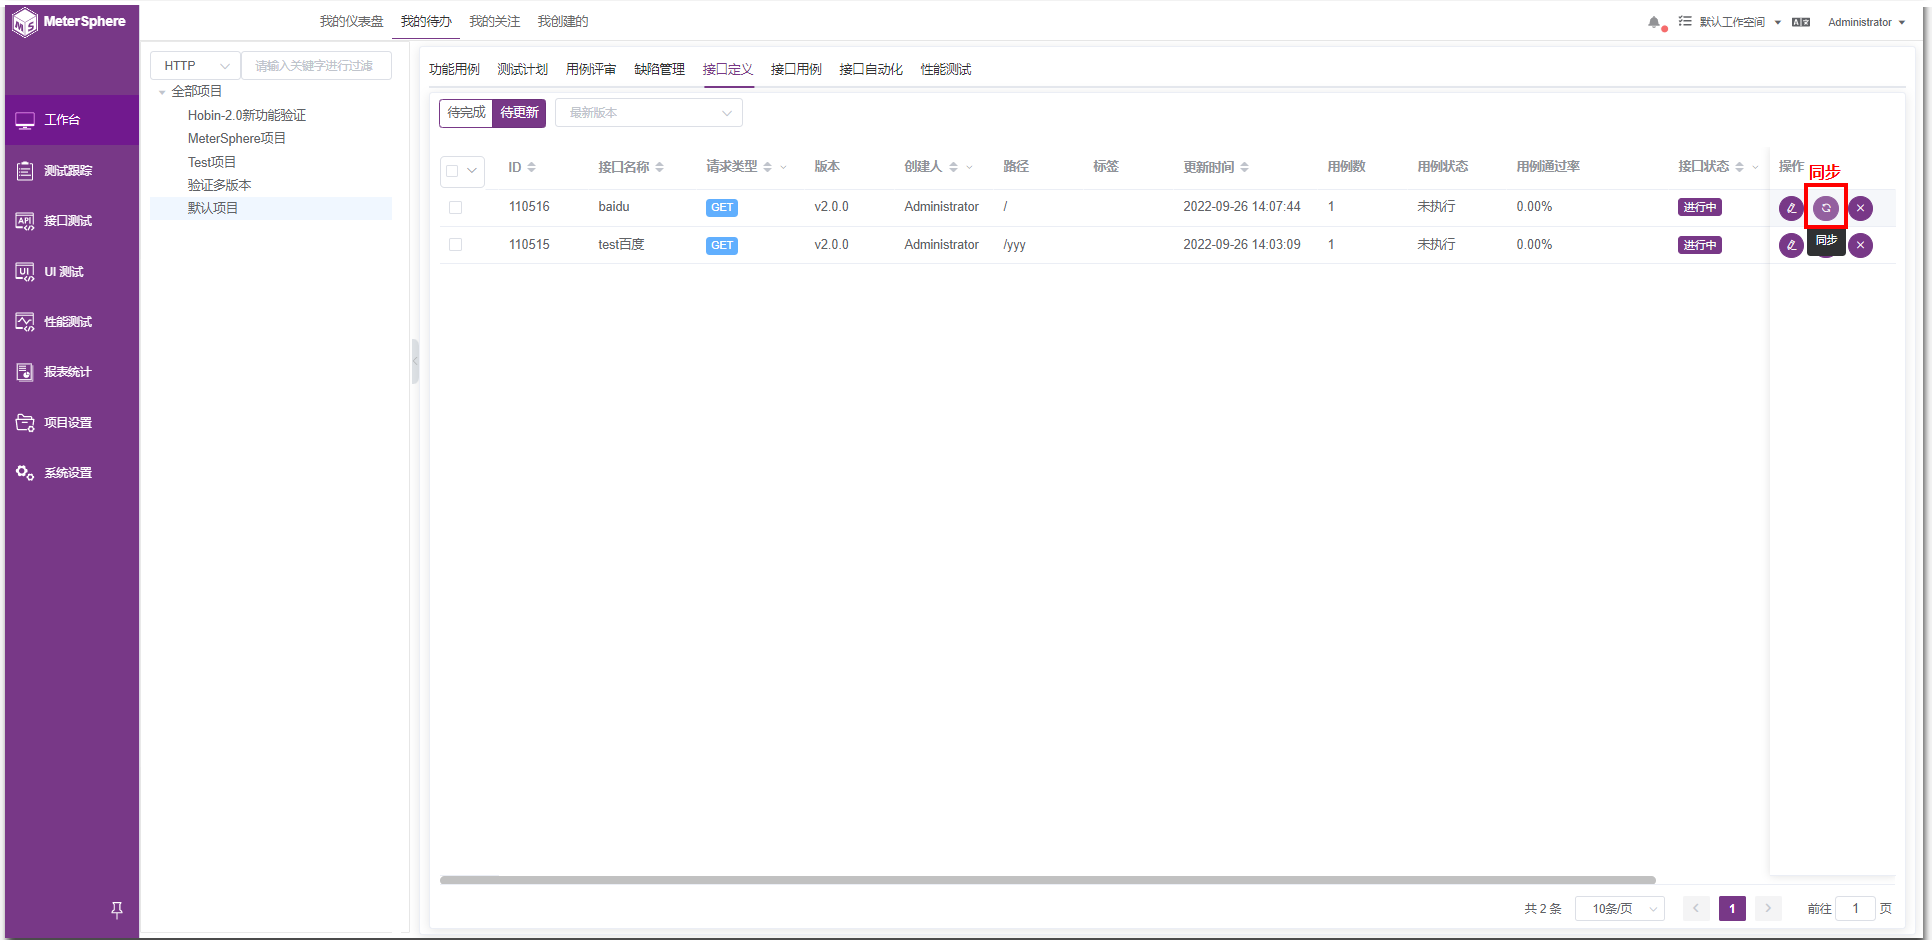 MeterSphere
我的仪表盘 我的待办 我的关注 我创建的
默认工作空间 Administrator
工作台
测试跟踪
API 接口测试
UI UI 测试
性能测试
报表统计
项目设置
系统设置
HTTP 请输入关键字进行过滤
全部项目
Hobin-2.0新功能验证
MeterSphere项目
Test项目
验证多版本
默认项目
功能用例 测试计划 用例评审 缺陷管理 接口定义 接口用例 接口自动化 性能测试
待完成 待更新 最新版本
ID 接口名称 请求类型 版本 创建人 路径 标签 更新时间 用例数 用例状态 用例通过率 接口状态 操作
同步
110516 baidu GET v2.0.0 Administrator / 2022-09-26 14:07:44 1 未执行 0.00% 进行中
110515 test百度 GET v2.0.0 Administrator /yyy 2022-09-26 14:03:09 1 未执行 0.00% 进行中
同步
共 2 条 10条/页 1 前往 1 页